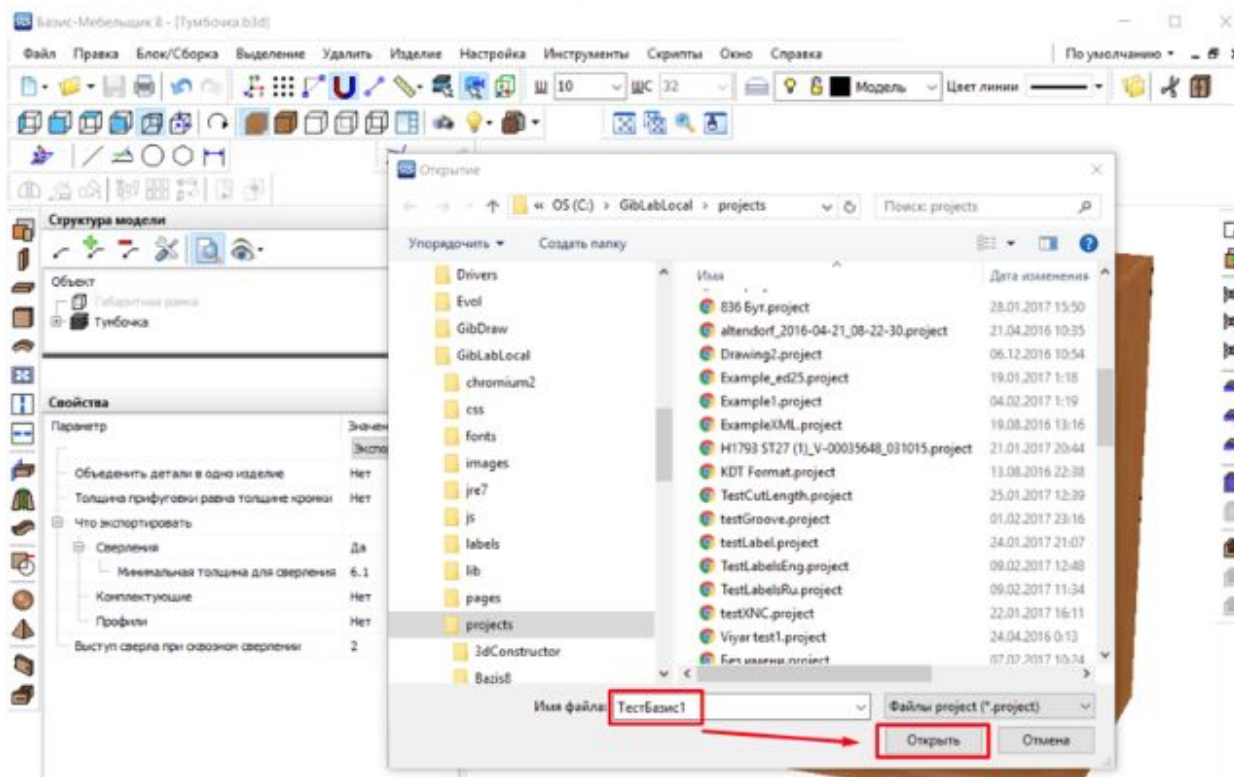 Базис-Мебельщик 8 - [Тумбочка.b3d]
Файл Правка Блок/Сборка Выделение Удалить Изделие Настройка Инструменты Скрипты Окно Справка По умолчанию
Ш 10 ШС 32 Модель Цвет линии
Структура модели
Объект
Габаритная рамка
Тумбочка
Свойства
Параметр Значен
Экспо
Объеденить детали в одно изделие Нет
Толщина прифуговки равна толщине кромки Нет
Что экспортировать
Сверления Да
Минимальная толщина для сверления 6.1
Комплектующие Нет
Профили Нет
Выступ сверла при сквозном сверлении 2
Открытие
« OS (C:) › GibLabLocal › projects
Поиск: projects
Упорядочить Создать папку
Drivers
Evol
GibDraw
GibLabLocal
chromium2
css
fonts
images
jre7
js
labels
lib
pages
projects
3dConstructor
Bazis8
Имя Дата изменения
836 Бут.project 28.01.2017 15:50
altendorf_2016-04-21_08-22-30.project 21.04.2016 10:35
Drawing2.project 06.12.2016 10:54
Example_ed25.project 19.01.2017 1:18
Example1.project 04.02.2017 1:19
ExampleXML.project 19.08.2016 13:16
H1793 ST27 (1)_V-00035648_031015.project 21.01.2017 20:44
KDT Format.project 13.08.2016 22:38
TestCutLength.project 25.01.2017 12:39
testGroove.project 01.02.2017 23:16
testLabel.project 24.01.2017 21:07
TestLabelsEng.project 09.02.2017 12:48
TestLabelsRu.project 09.02.2017 11:34
testXNC.project 22.01.2017 16:11
Viyar test1.project 24.04.2016 0:13
Без имени.project 07.02.2017 10:24
Имя файла: ТестБазис1 Файлы project (*.project)
Открыть Отмена